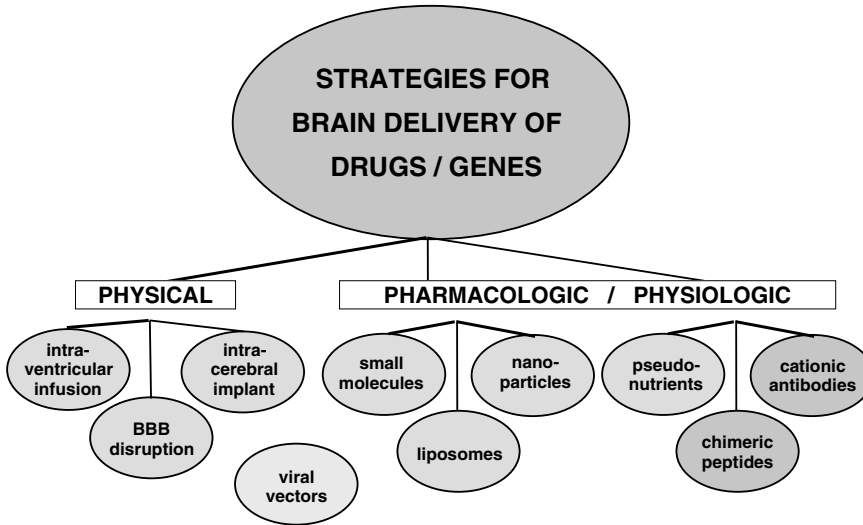 STRATEGIES FOR
BRAIN DELIVERY OF
DRUGS / GENES
PHYSICAL
PHARMACOLOGIC / PHYSIOLOGIC
intra-
ventricular
infusion
intra-
cerebral
implant
BBB
disruption
viral
vectors
small
molecules
nano-
particles
liposomes
pseudo-
nutrients
cationic
antibodies
chimeric
peptides